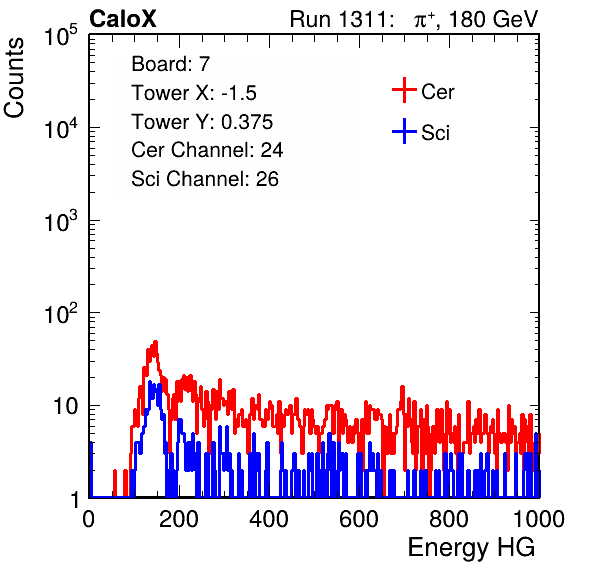 CaloX Run 1311: π⁺, 180 GeV
Counts
10⁵
10⁴
10³
10²
10
1
Board: 7
Tower X: -1.5
Tower Y: 0.375
Cer Channel: 24
Sci Channel: 26
Cer
Sci
0 200 400 600 800 1000
Energy HG